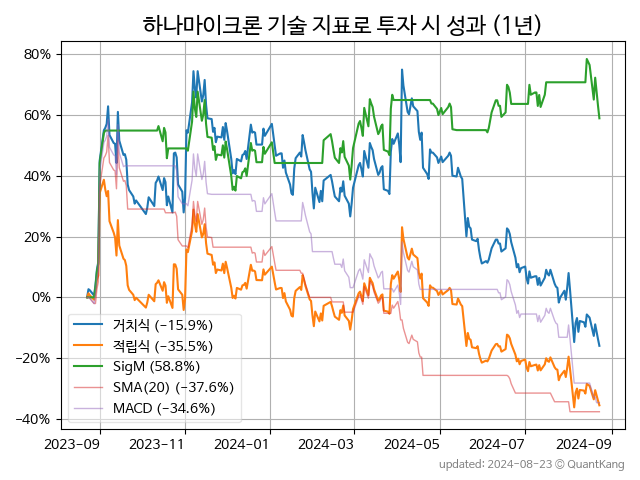 하나마이크론 기술 지표로 투자 시 성과 (1년)
80%
60%
40%
20%
0%
−20%
−40%
거치식 (−15.9%)
적립식 (−35.5%)
SigM (58.8%)
SMA(20) (−37.6%)
MACD (−34.6%)
2023-09 2023-11 2024-01 2024-03 2024-05 2024-07 2024-09
updated: 2024-08-23 © QuantKang